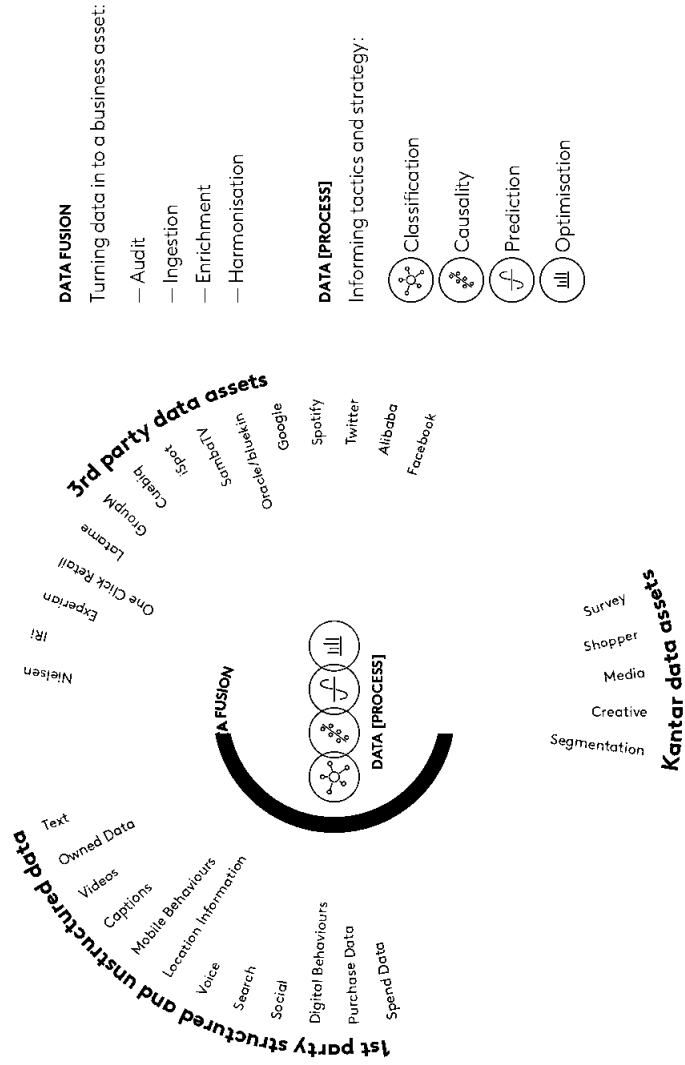 1st party structured and unstructured data
Text
Owned Data
Videos
Captions
Mobile Behaviours
Location Information
Voice
Search
Social
Digital Behaviours
Purchase Data
Spend Data
3rd party data assets
Nielsen
IRi
Experian
One Click Retail
Latame
GroupM
Cuebiq
iSpot
SambaTV
Oracle/bluekin
Google
Spotify
Twitter
Alibaba
Facebook
A FUSION
DATA [PROCESS]
Segmentation
Creative
Media
Shopper
Survey
Kantar data assets
DATA FUSION
Turning data in to a business asset:
— Audit
— Ingestion
— Enrichment
— Harmonisation
DATA [PROCESS]
Informing tactics and strategy:
Classification
Causality
Prediction
Optimisation